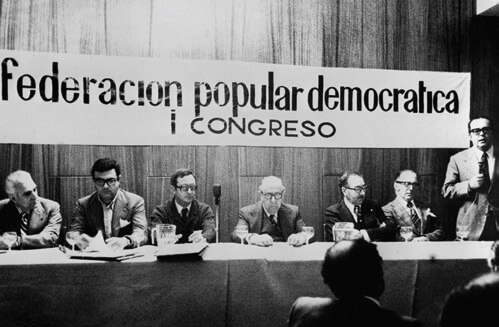 federacion popular democratica
I CONGRESO